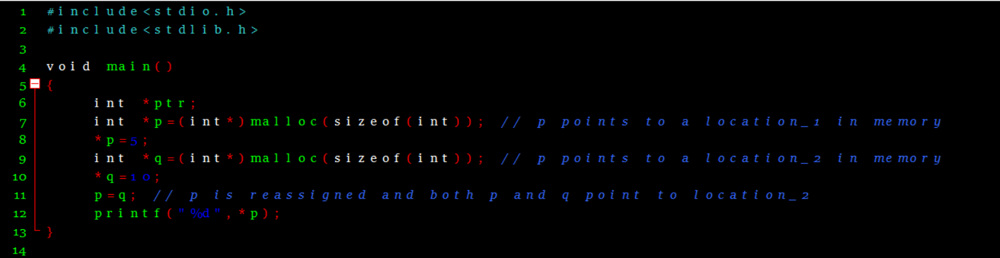 1 #include<stdio.h>
2 #include<stdlib.h>
3
4 void main()
5 {
6 int *ptr;
7 int *p=(int*)malloc(sizeof(int)); // p points to a location_1 in memory
8 *p=5;
9 int *q=(int*)malloc(sizeof(int)); // p points to a location_2 in memory
10 *q=10;
11 p=q; // p is reassigned and both p and q point to location_2
12 printf("%d",*p);
13 }
14